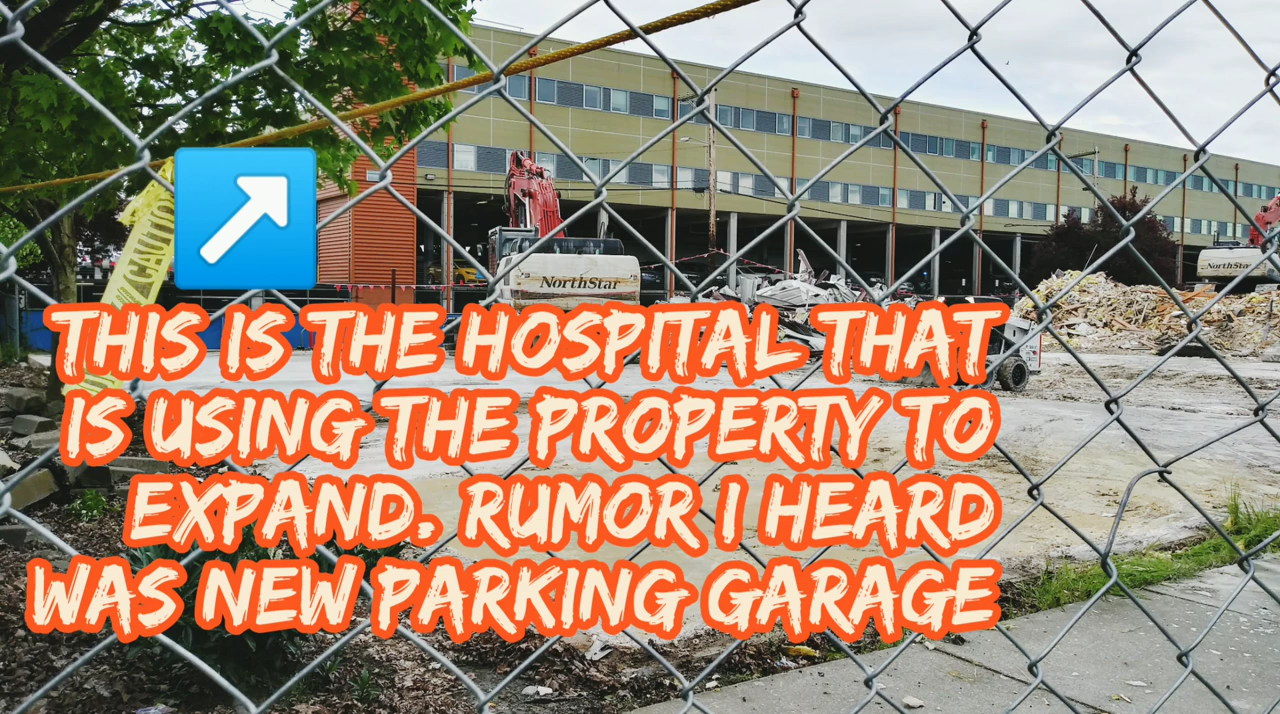 CAUTION
NorthStar
NorthStar
THIS IS THE HOSPITAL THAT
IS USING THE PROPERTY TO
EXPAND. RUMOR I HEARD
WAS NEW PARKING GARAGE